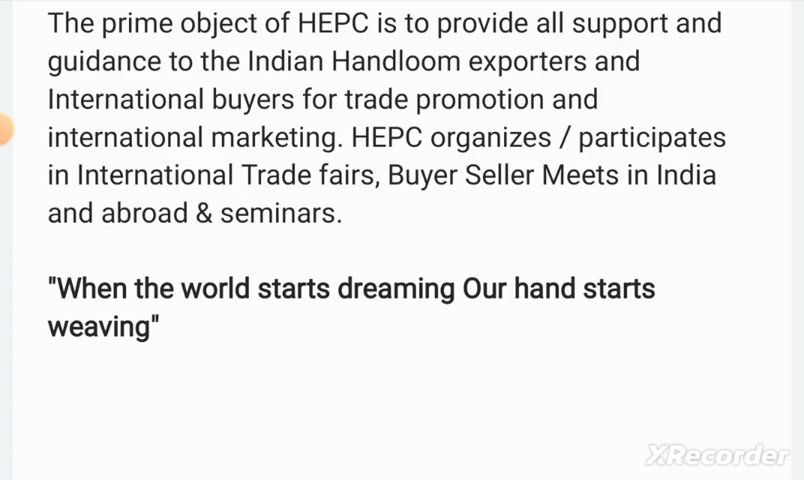 The prime object of HEPC is to provide all support and
guidance to the Indian Handloom exporters and
International buyers for trade promotion and
international marketing. HEPC organizes / participates
in International Trade fairs, Buyer Seller Meets in India
and abroad & seminars.
"When the world starts dreaming Our hand starts
weaving"
XRecorder